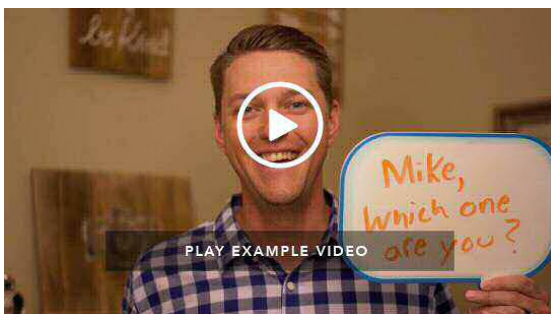 be kind
Mike,
Which one
are you?
PLAY EXAMPLE VIDEO